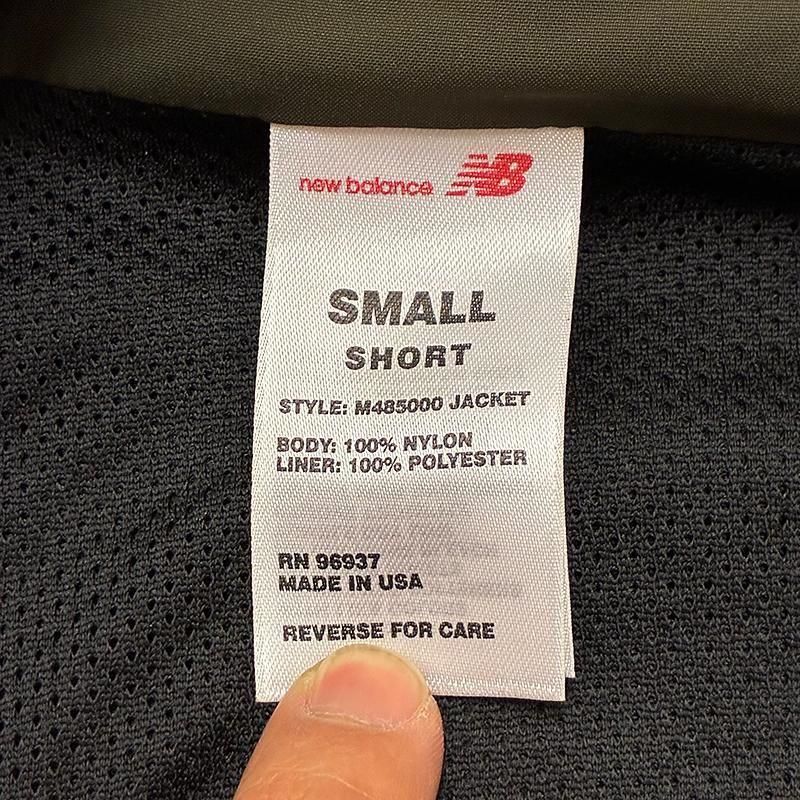 new balance NB
SMALL
SHORT
STYLE: M485000 JACKET
BODY: 100% NYLON
LINER: 100% POLYESTER
RN 96937
MADE IN USA
REVERSE FOR CARE